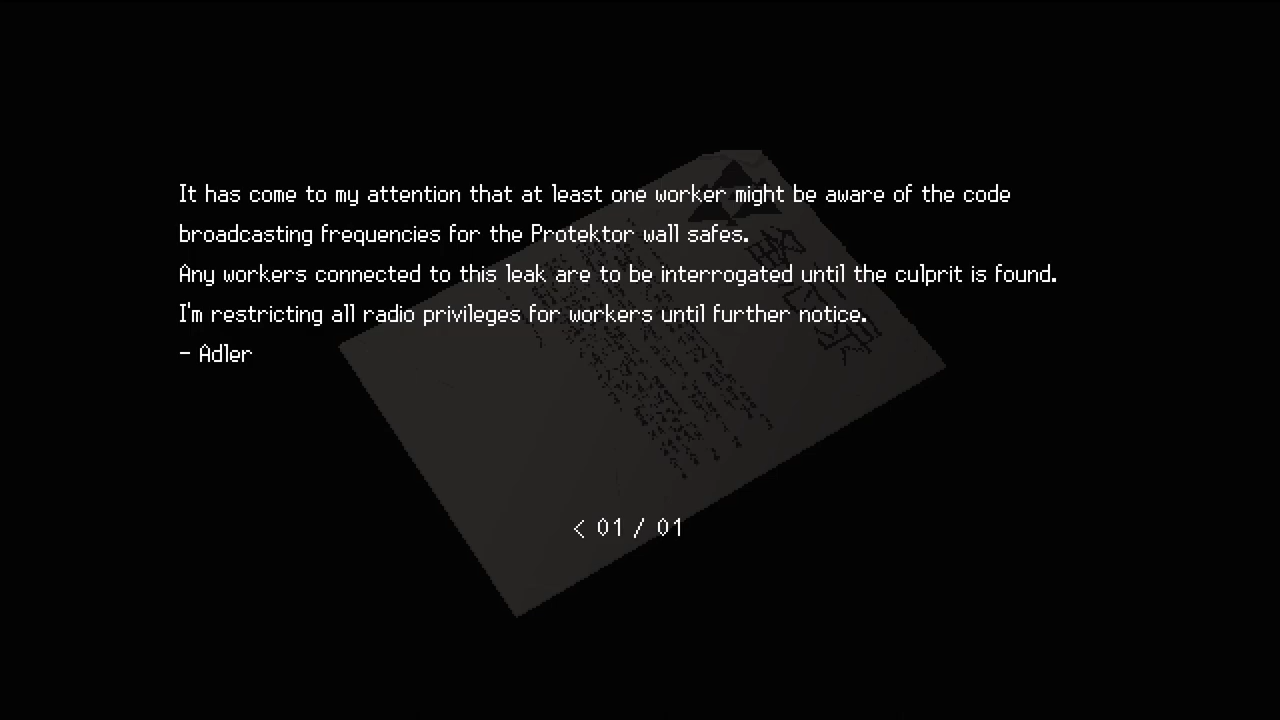 It has come to my attention that at least one worker might be aware of the code
broadcasting frequencies for the Protektor wall safes.
Any workers connected to this leak are to be interrogated until the culprit is found.
I'm restricting all radio privileges for workers until further notice.
- Adler
< 01 / 01